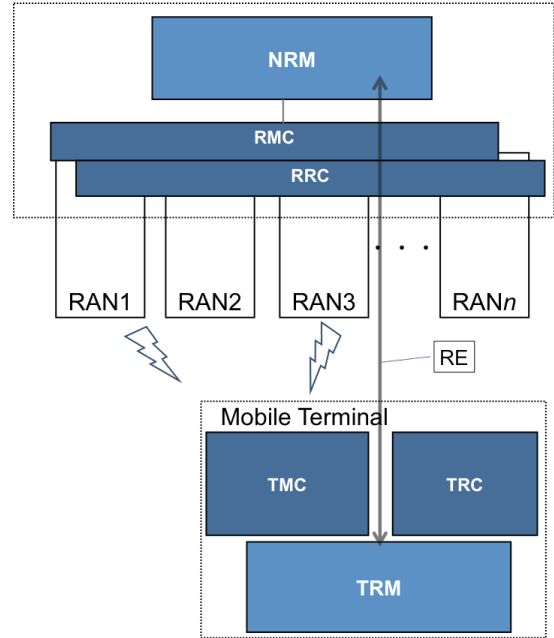 NRM
RMC
RRC
. . .
RAN1 RAN2 RAN3 RANn
RE
Mobile Terminal
TMC TRC
TRM